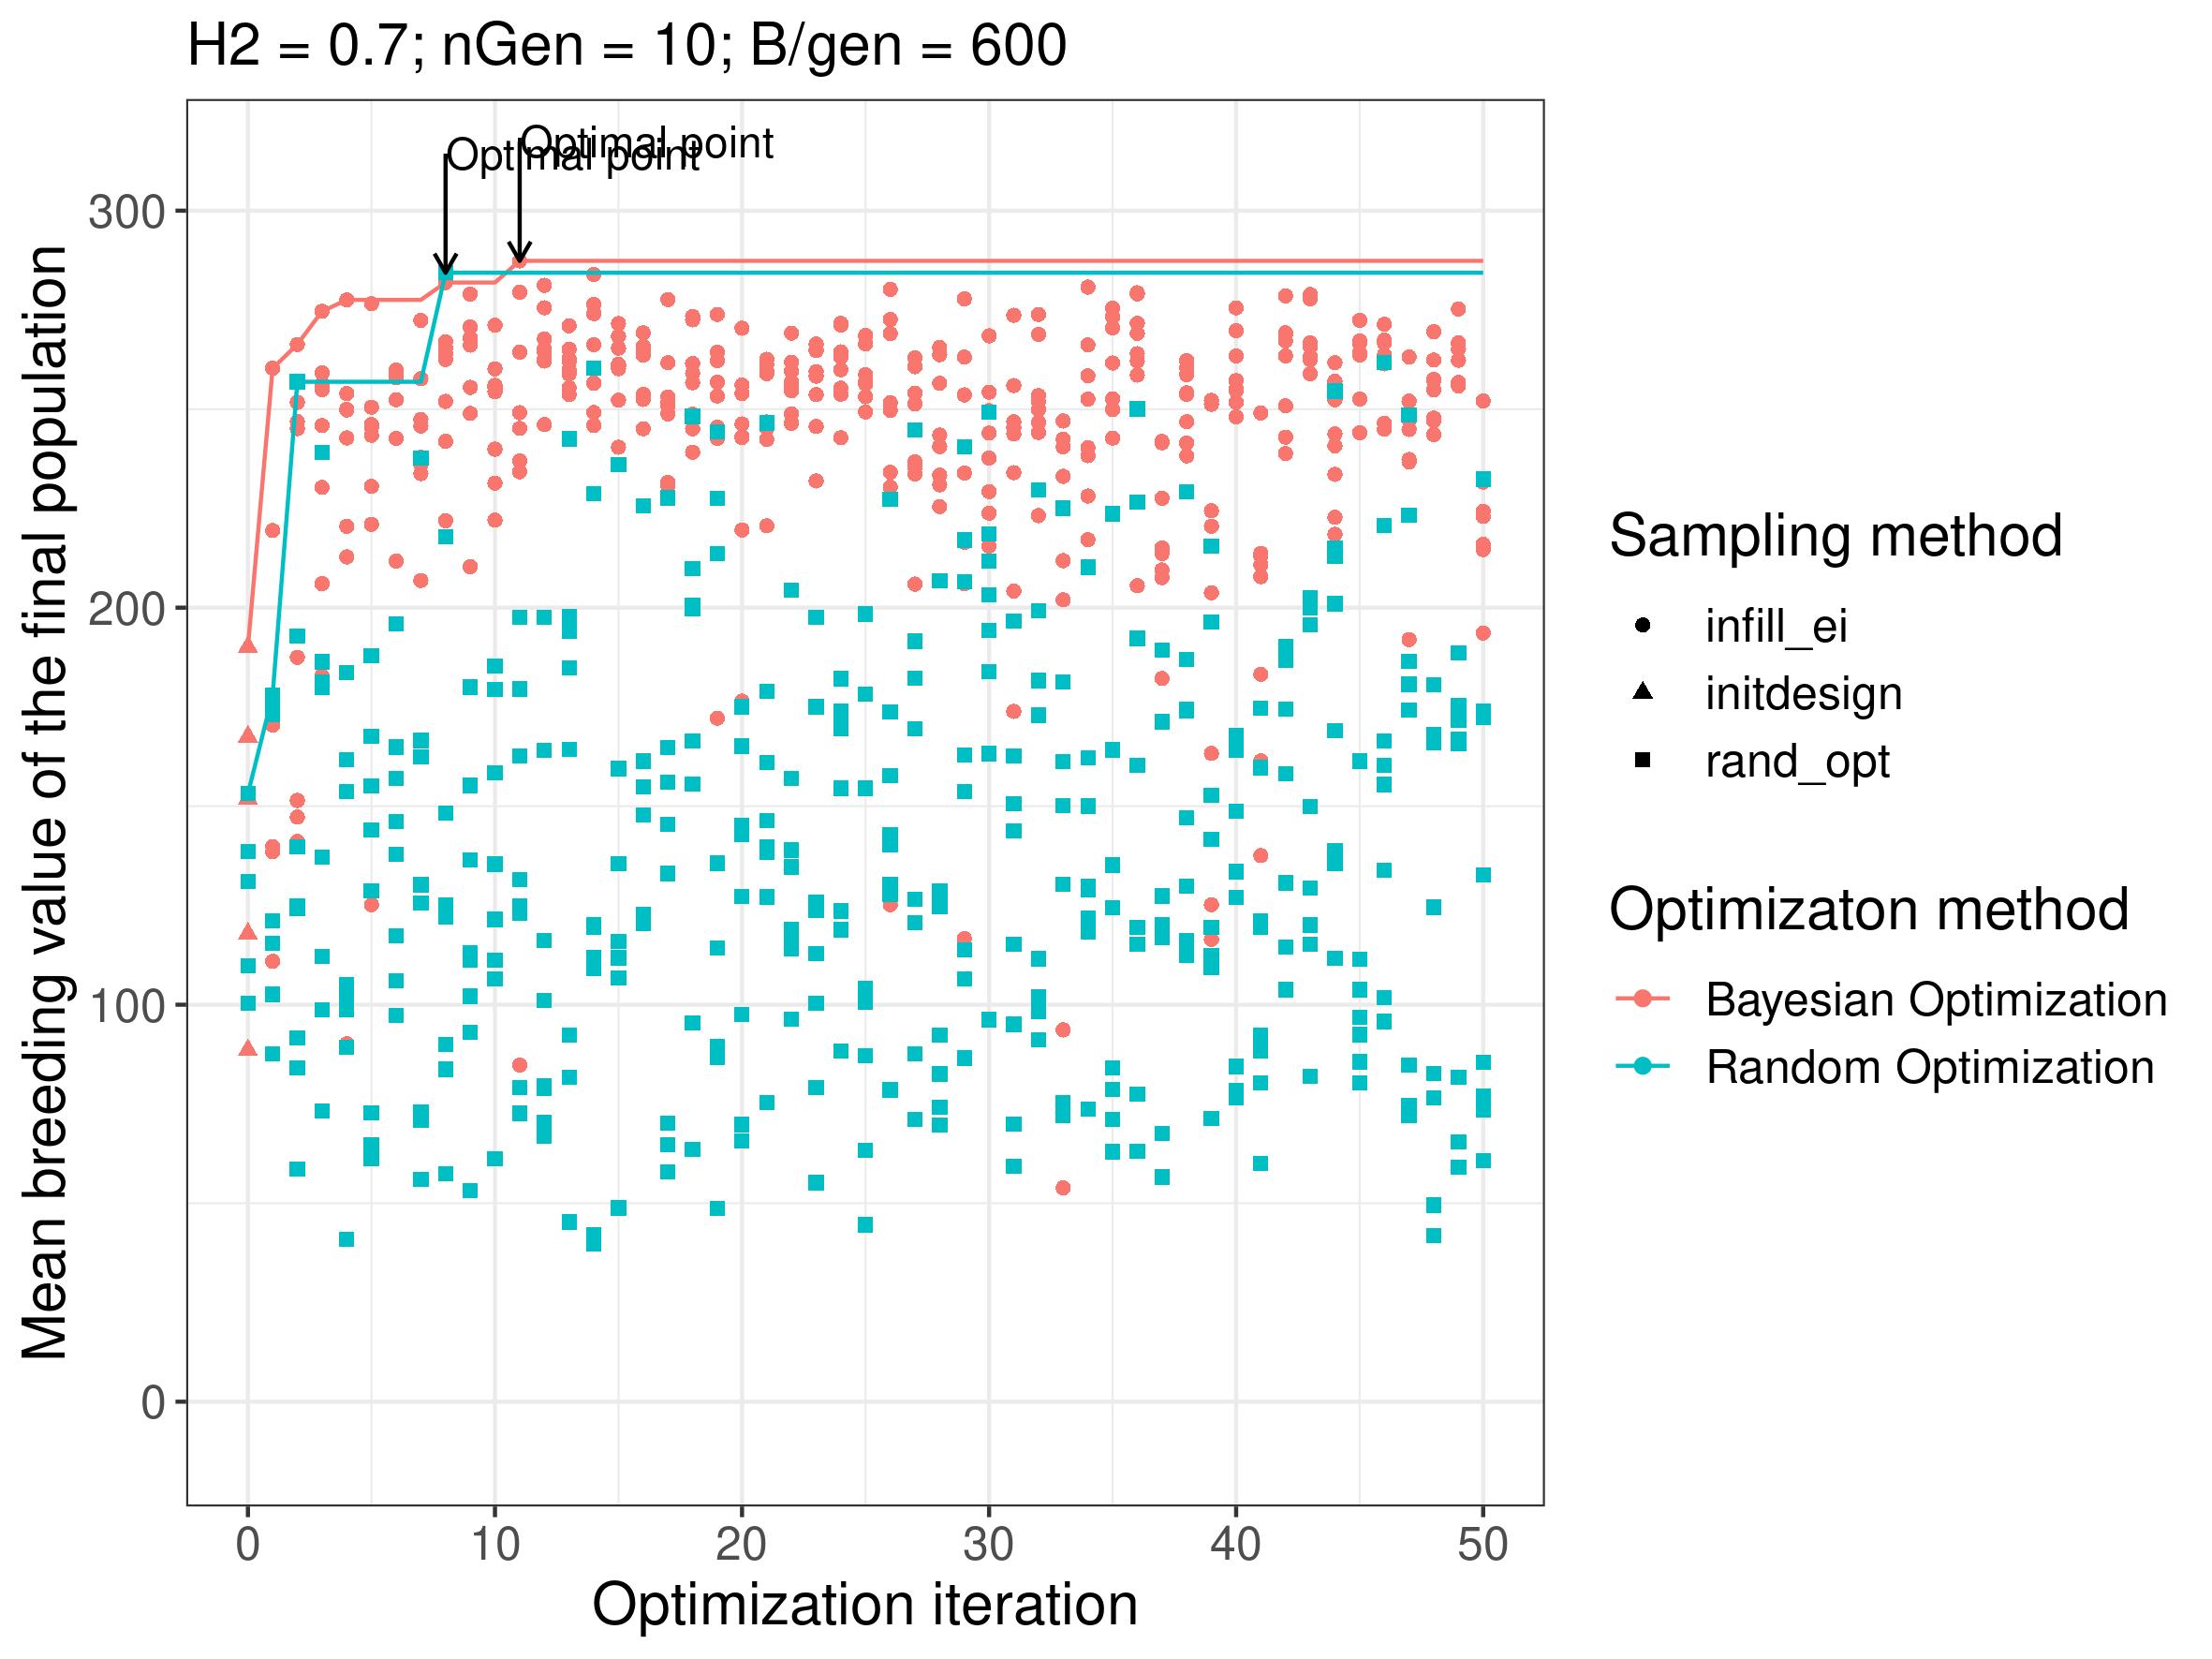 H2 = 0.7; nGen = 10; B/gen = 600
Optimal point
Optimal point
Mean breeding value of the final population
300
200
100
0
0 10 20 30 40 50
Optimization iteration
Sampling method
infill_ei
initdesign
rand_opt
Optimizaton method
Bayesian Optimization
Random Optimization